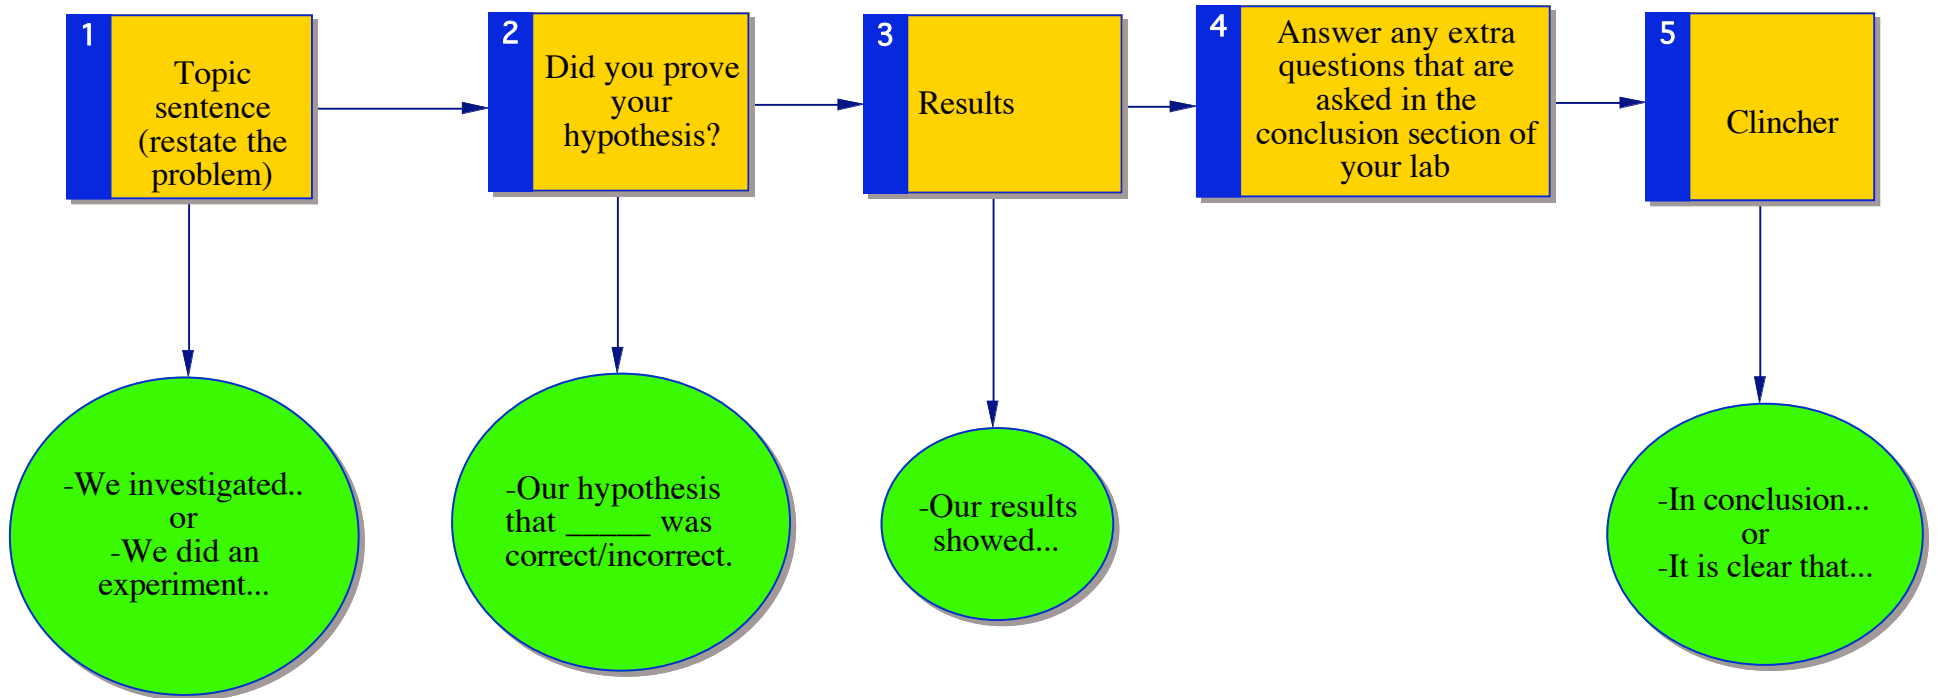 1
Topic
sentence
(restate the
problem)
2
Did you prove
your
hypothesis?
3
Results
4
Answer any extra
questions that are
asked in the
conclusion section of
your lab
5
Clincher
-We investigated..
or
-We did an
experiment...
-Our hypothesis
that _____ was
correct/incorrect.
-Our results
showed...
-In conclusion...
or
-It is clear that...